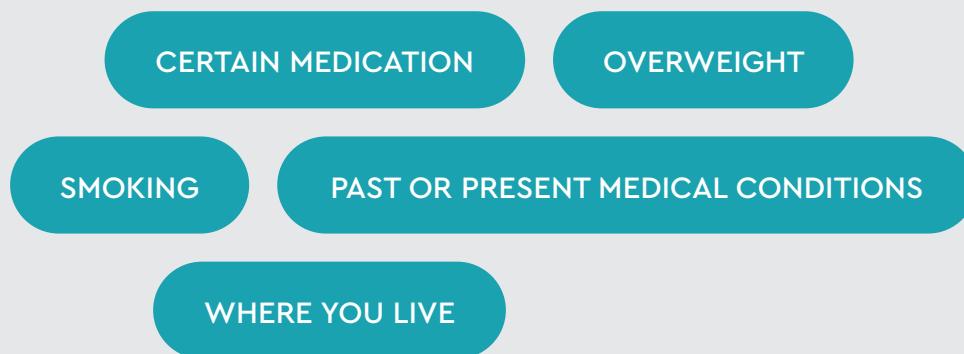 CERTAIN MEDICATION
OVERWEIGHT
SMOKING
PAST OR PRESENT MEDICAL CONDITIONS
WHERE YOU LIVE